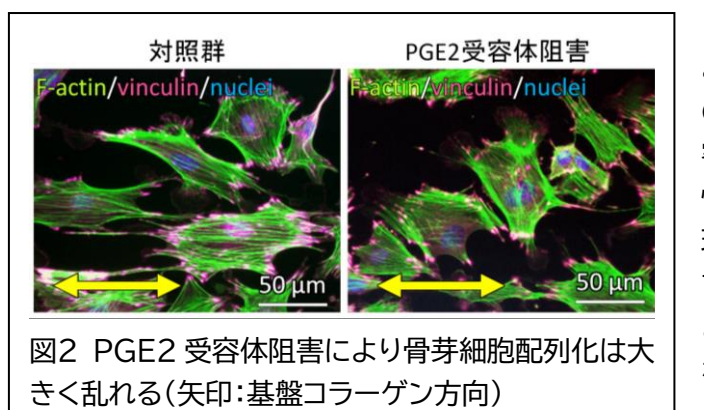 対照群
PGE2受容体阻害
F-actin/vinculin/nuclei
F-actin/vinculin/nuclei
50 μm
50 μm
図2 PGE2 受容体阻害により骨芽細胞配列化は大
きく乱れる(矢印:基盤コラーゲン方向)